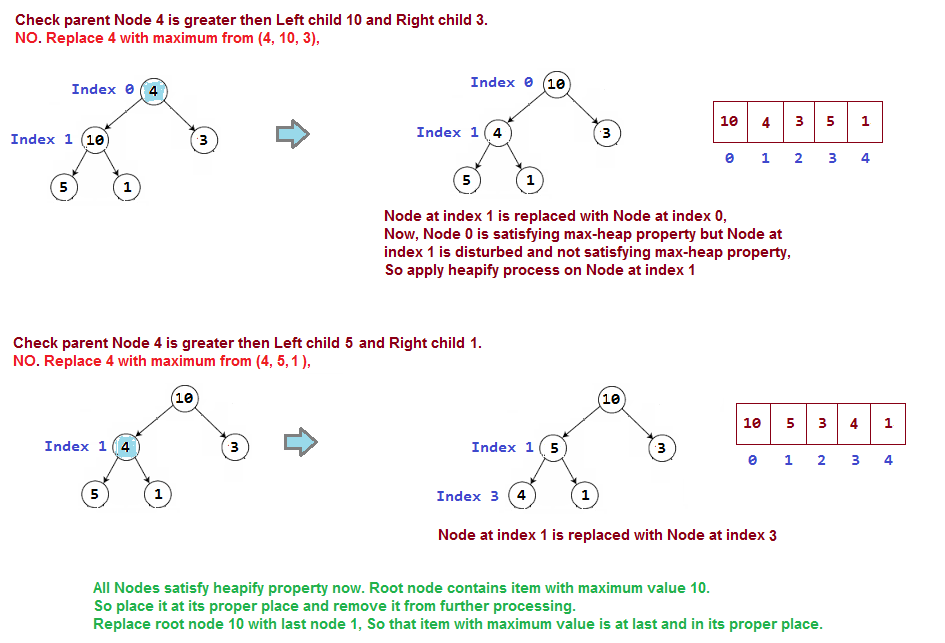 Check parent Node 4 is greater then Left child 10 and Right child 3.
NO. Replace 4 with maximum from (4, 10, 3),
Index 0 4
Index 1 10
3
5 1
Index 0 10
Index 1 4
3
5 1
10 4 3 5 1
0 1 2 3 4
Node at index 1 is replaced with Node at index 0,
Now, Node 0 is satisfying max-heap property but Node at
index 1 is disturbed and not satisfying max-heap property,
So apply heapify process on Node at index 1
Check parent Node 4 is greater then Left child 5 and Right child 1.
NO. Replace 4 with maximum from (4, 5,1 ),
10
Index 1 4
3
5 1
10
Index 1 5
3
Index 3 4 1
10 5 3 4 1
0 1 2 3 4
Node at index 1 is replaced with Node at index 3
All Nodes satisfy heapify property now. Root node contains item with maximum value 10.
So place it at its proper place and remove it from further processing.
Replace root node 10 with last node 1, So that item with maximum value is at last and in its proper place.